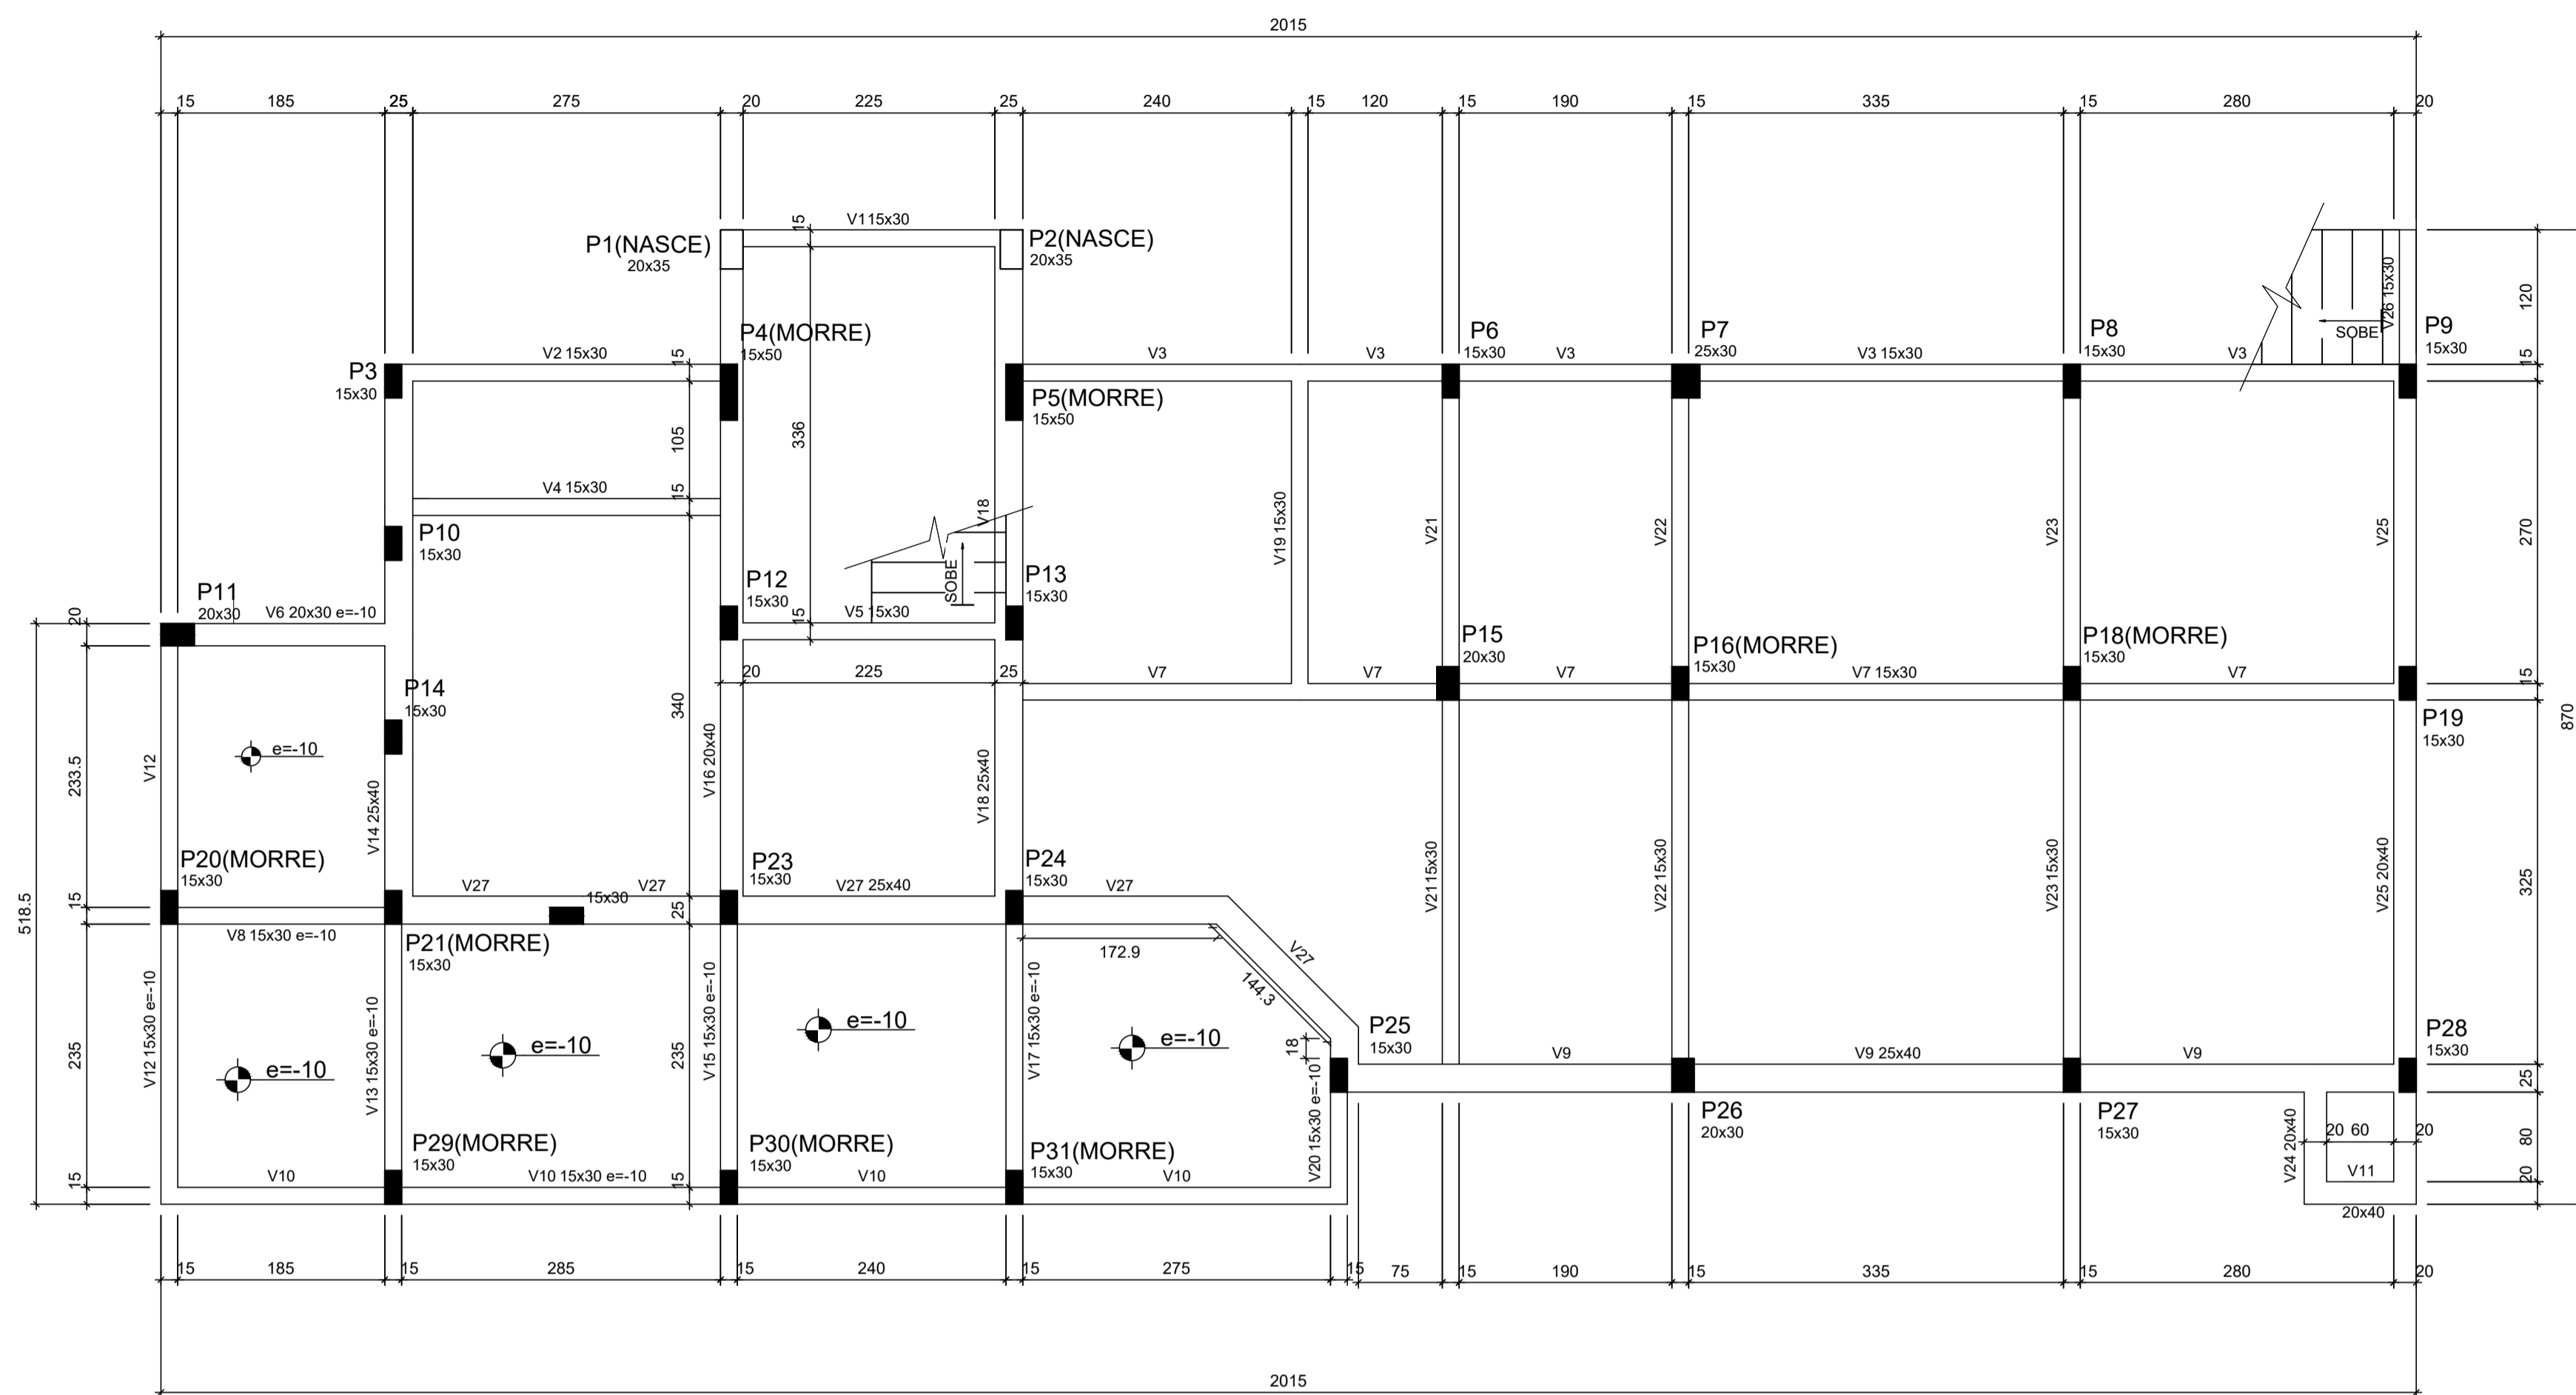 2015
15 185 25 275 20 225 25 240 15 120 15 190 15 335 15 280 20
15 V115x30
P1(NASCE)
20x35
P2(NASCE)
20x35
V26 15x30
120
SOBE
P4(MORRE)
15x50
V2 15x30
15
P3
15x30
V3
V3
P6
15x30
V3
P7
25x30
V3 15x30
P8
15x30
V3
P9
15x30
15
P5(MORRE)
15x50
105
336
V4 15x30
15
P10
15x30
V18
V19 15x30
V21
V22
V23
V25
270
SOBE
P11
20x30
V6 20x30 e=-10
20
P12
15x30
15
V5 15x30
P13
15x30
P15
20x30
P16(MORRE)
15x30
P18(MORRE)
15x30
20 225 25
V7
V7
V7
V7 15x30
V7
15
P14
15x30
340
P19
15x30
870
e=-10
V12
233.5
V14 25x40
V16 20x40
V18 25x40
518.5
P20(MORRE)
15x30
15
V27
V27
15x30
P23
15x30
V27 25x40
P24
15x30
V27
25
V2115x30
V22 15x30
V23 15x30
V25 20x40
325
V8 15x30 e=-10
P21(MORRE)
15x30
172.9
V27
144.3
V12 15x30 e=-10
V13 15x30 e=-10
V15 15x30 e=-10
V17 15x30 e=-10
235
235
e=-10
e=-10
e=-10
e=-10
18
P25
15x30
V9
V9 25x40
V9
P28
15x30
25
V20 15x30 e=-10
P26
20x30
P27
15x30
V24 20x40
20 60 20
80
V11
20
20x40
P29(MORRE)
15x30
P30(MORRE)
15x30
P31(MORRE)
15x30
15
V10
V10 15x30 e=-10
15
V10
V10
15 185 15 285 15 240 15 275 15 75 15 190 15 335 15 280 20
2015